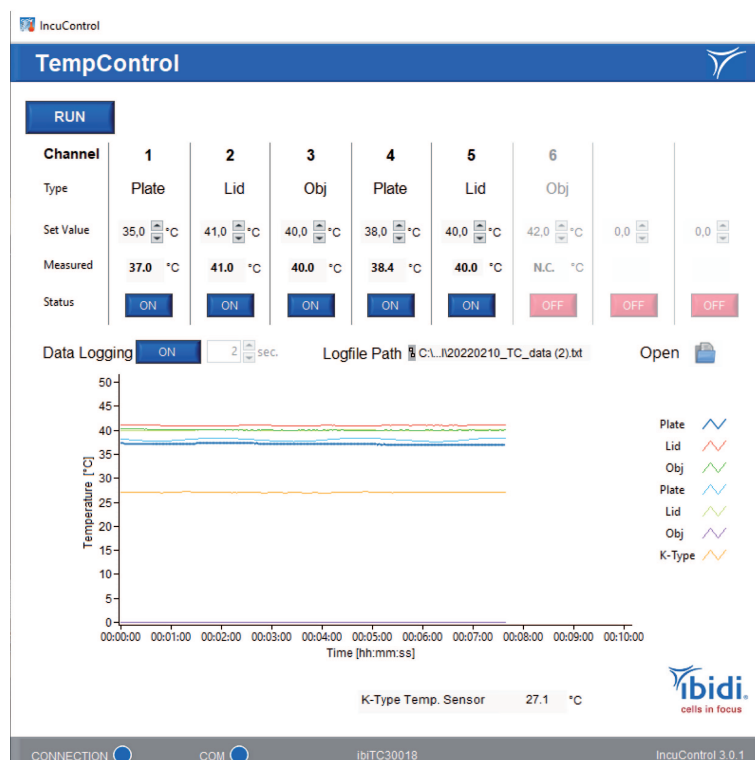 IncuControl
TempControl
RUN
Channel 1 2 3 4 5 6
Type Plate Lid Obj Plate Lid Obj
Set Value 35,0 °C 41,0 °C 40,0 °C 38,0 °C 40,0 °C 42,0 °C 0,0 0,0
Measured 37.0 °C 41.0 °C 40.0 °C 38.4 °C 40.0 °C N.C. °C
Status ON ON ON ON ON OFF OFF OFF
Data Logging ON 2 sec. Logfile Path C:\...I\20220210_TC_data (2).txt Open
50
45
40
35
30
25
20
15
10
5
0
Temperature [°C]
00:00:00 00:01:00 00:02:00 00:03:00 00:04:00 00:05:00 00:06:00 00:07:00 00:08:00 00:09:00 00:10:00
Time [hh:mm:ss]
Plate
Lid
Obj
Plate
Lid
Obj
K-Type
K-Type Temp. Sensor 27.1 °C
ibidi.
cells in focus
CONNECTION COM ibiTC30018 IncuControl 3.0.1